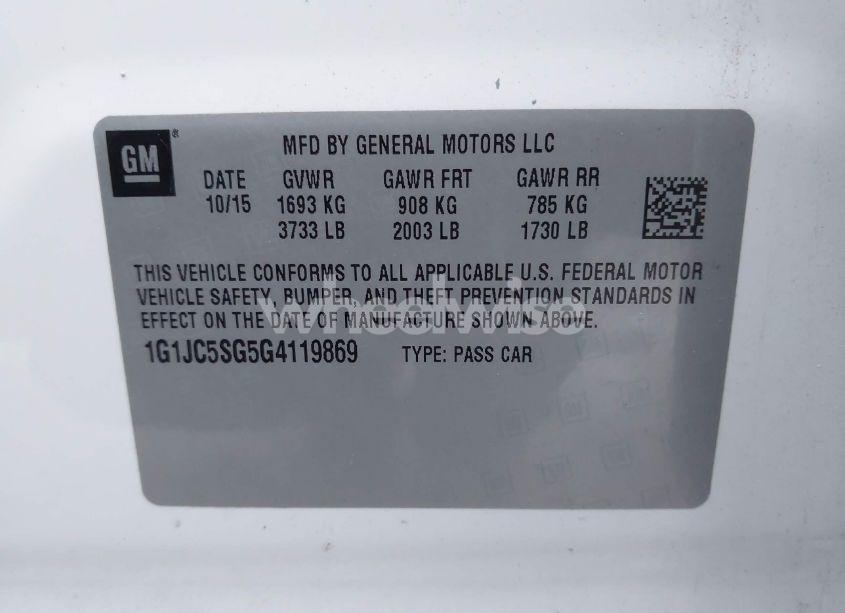 GM®
MFD BY GENERAL MOTORS LLC
DATE GVWR GAWR FRT GAWR RR
10/15 1693 KG 908 KG 785 KG
3733 LB 2003 LB 1730 LB
THIS VEHICLE CONFORMS TO ALL APPLICABLE U.S. FEDERAL MOTOR
VEHICLE SAFETY, BUMPER, AND THEFT PREVENTION STANDARDS IN
EFFECT ON THE DATE OF MANUFACTURE SHOWN ABOVE.
wheelwise
1G1JC5SG5G4119869 TYPE: PASS CAR